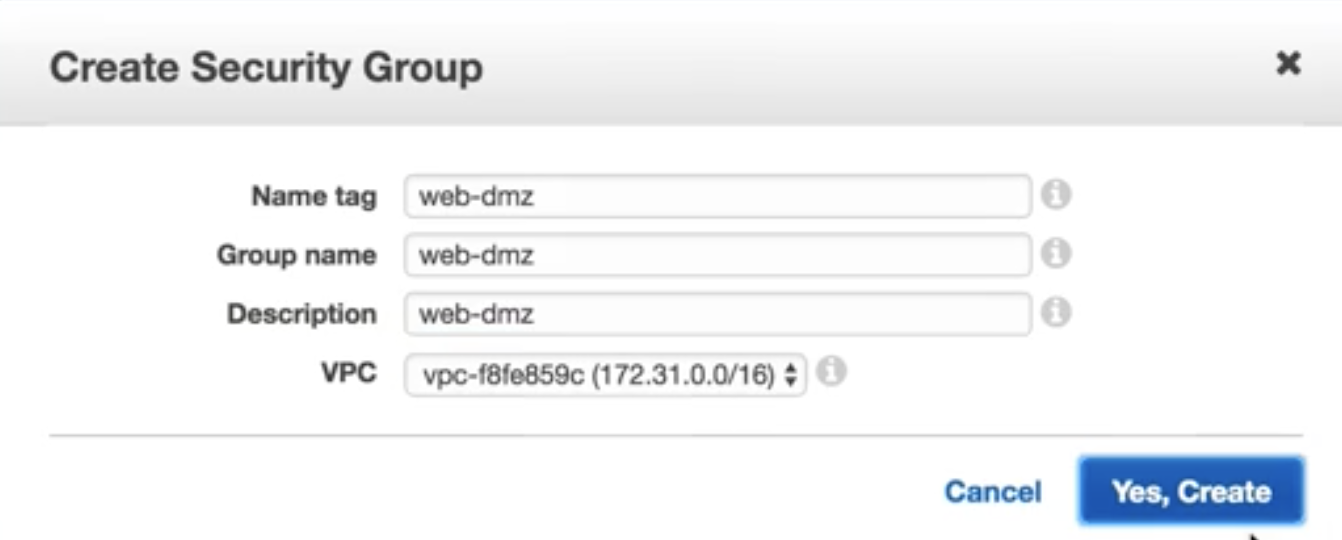 Create Security Group
Name tag web-dmz
Group name web-dmz
Description web-dmz
VPC vpc-f8fe859c (172.31.0.0/16)
Cancel Yes, Create